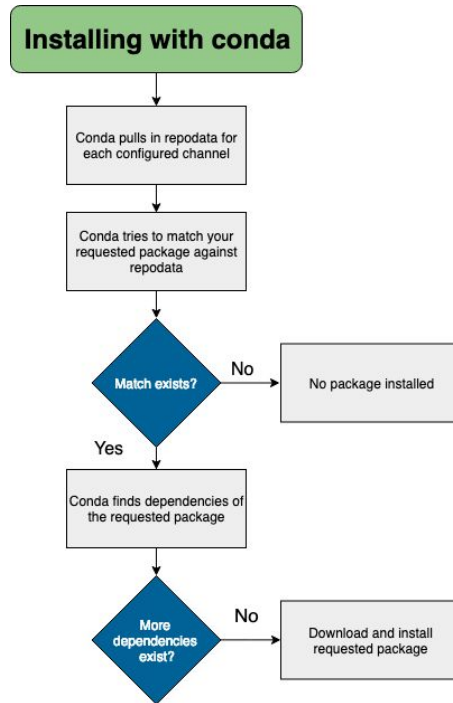 Installing with conda
Conda pulls in repodata for
each configured channel
Conda tries to match your
requested package against
repodata
Match exists?
No
No package installed
Yes
Conda finds dependencies of
the requested package
More
dependencies
exist?
No
Download and install
requested package